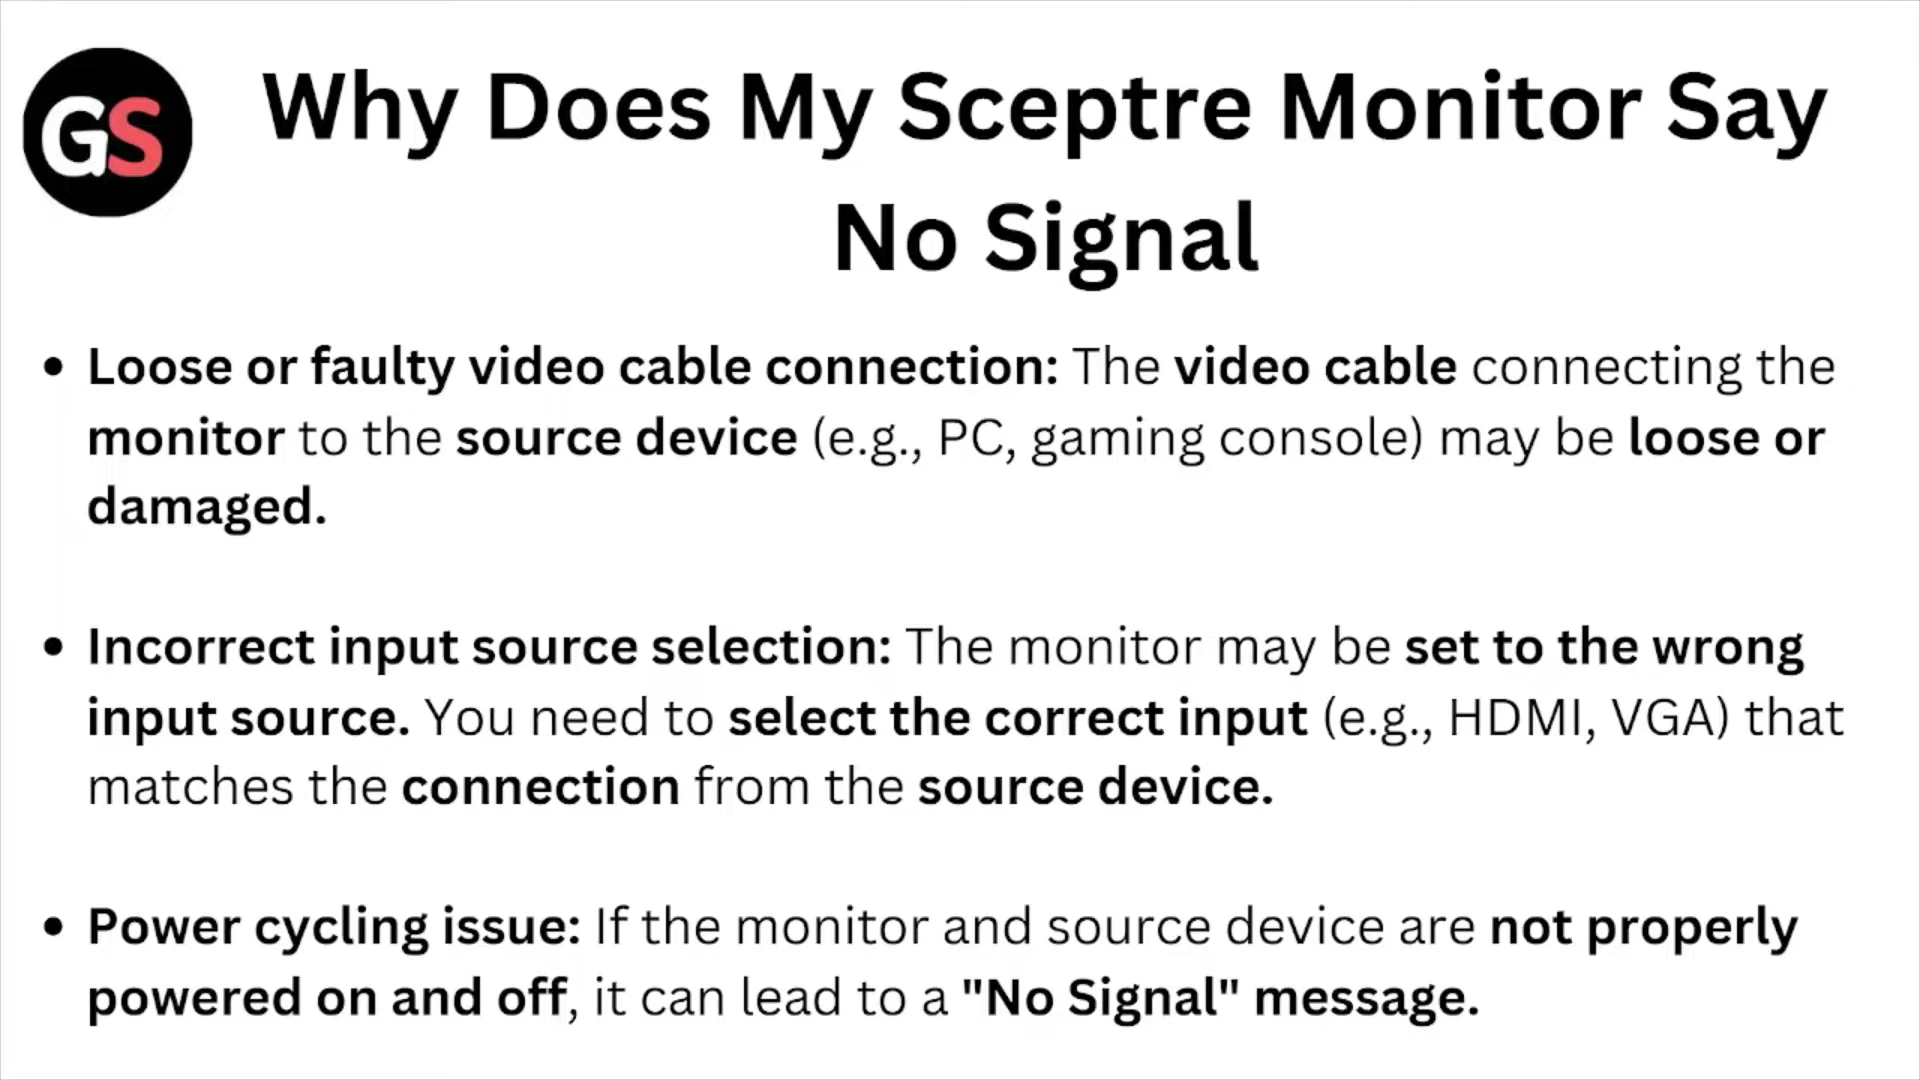 GS
Why Does My Sceptre Monitor Say
No Signal
• Loose or faulty video cable connection: The video cable connecting the
monitor to the source device (e.g., PC, gaming console) may be loose or
damaged.
• Incorrect input source selection: The monitor may be set to the wrong
input source. You need to select the correct input (e.g., HDMI, VGA) that
matches the connection from the source device.
• Power cycling issue: If the monitor and source device are not properly
powered on and off, it can lead to a "No Signal" message.